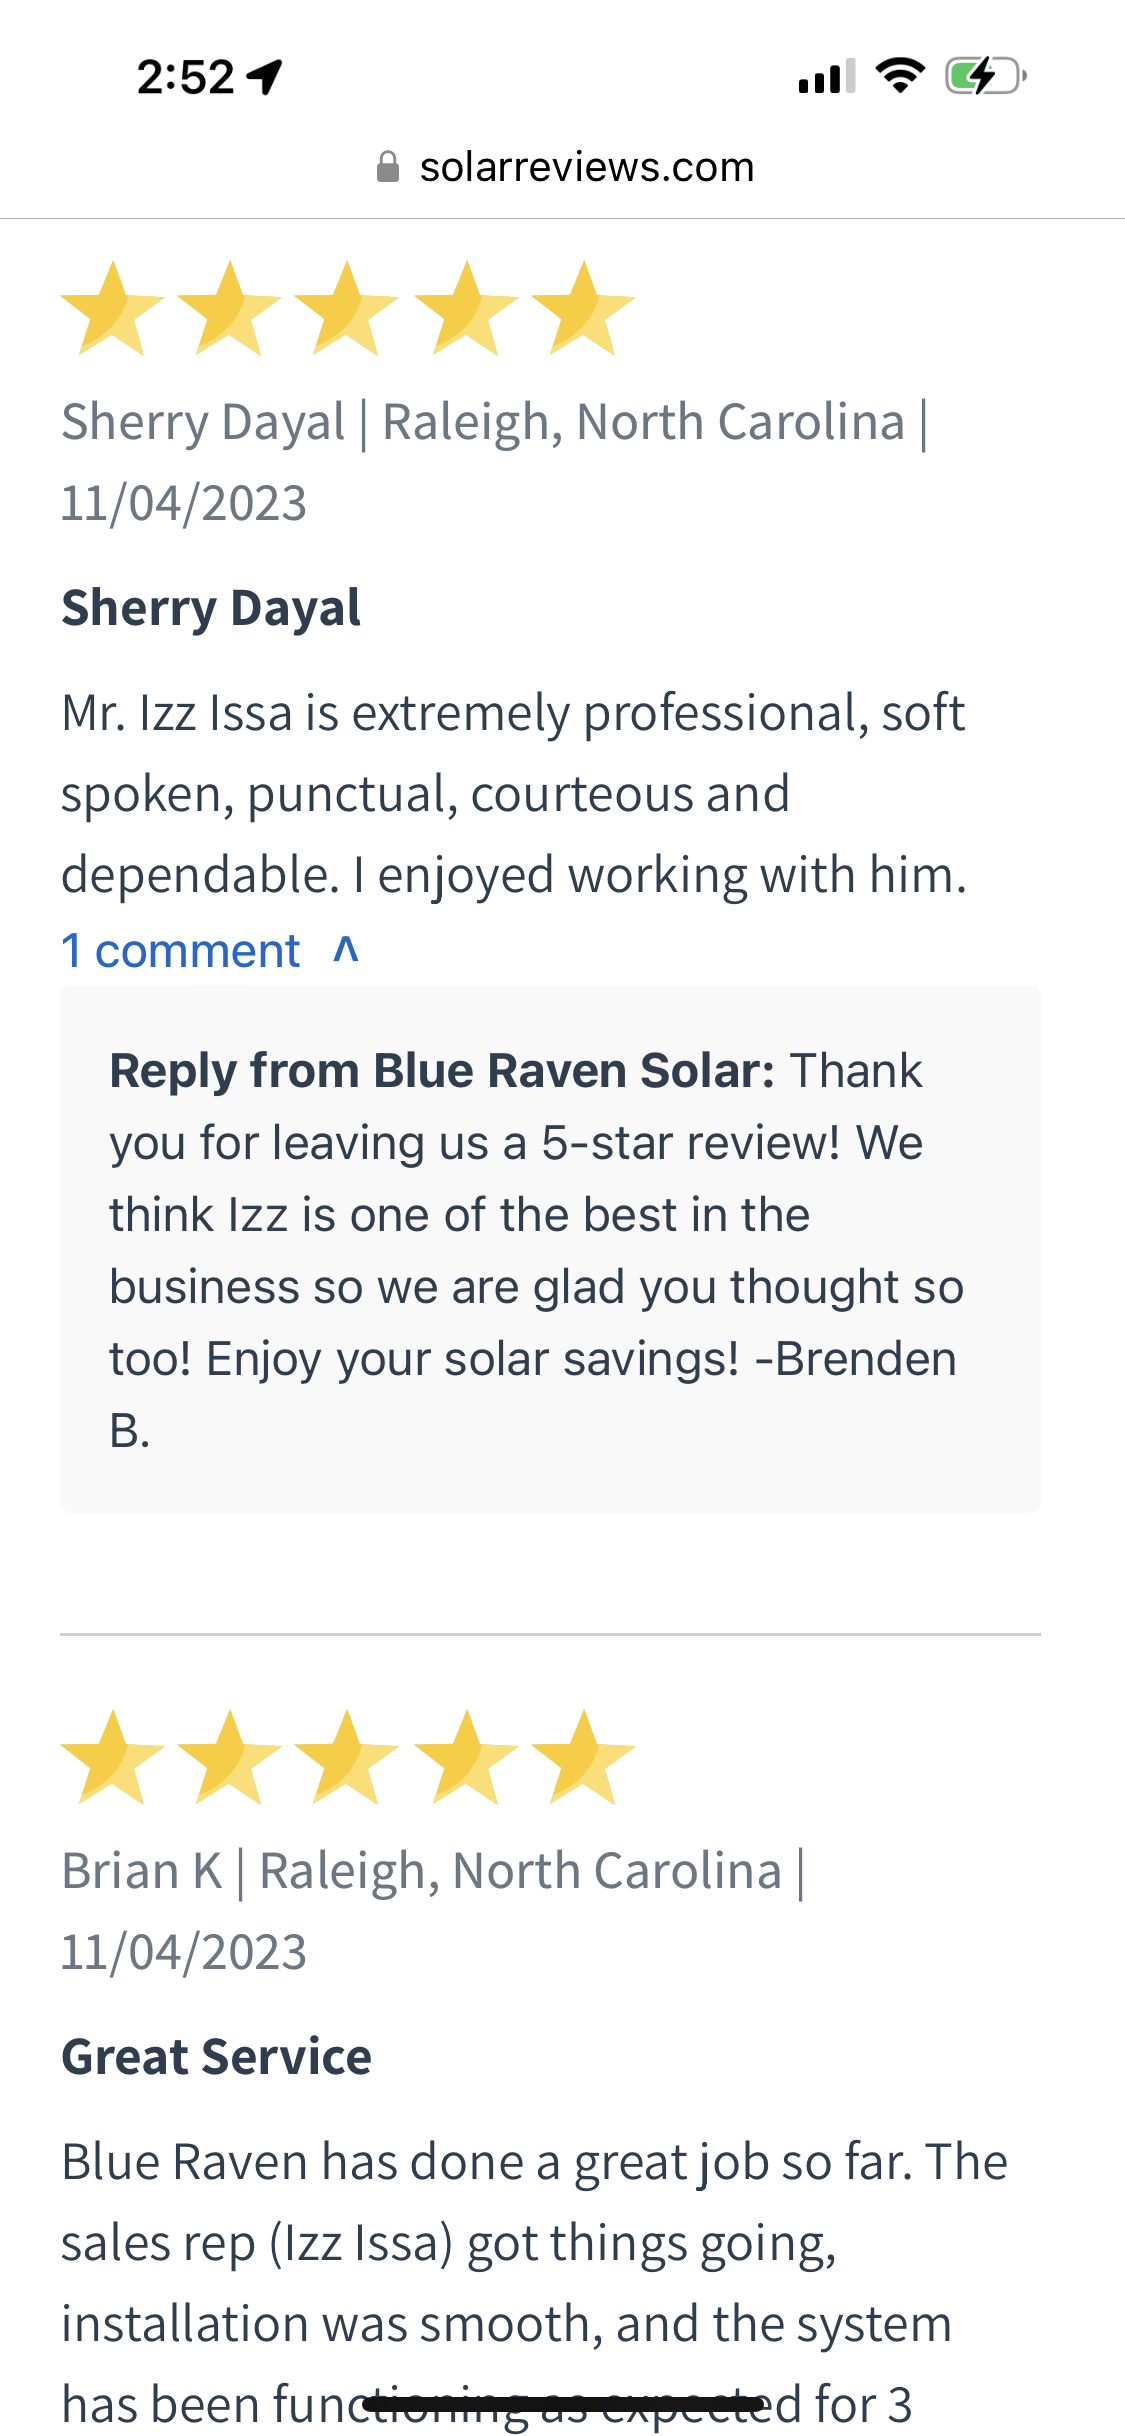 2:52
solarreviews.com
Sherry Dayal | Raleigh, North Carolina |
11/04/2023
Sherry Dayal
Mr. Izz Issa is extremely professional, soft
spoken, punctual, courteous and
dependable. I enjoyed working with him.
1 comment ^
Reply from Blue Raven Solar: Thank
you for leaving us a 5-star review! We
think Izz is one of the best in the
business so we are glad you thought so
too! Enjoy your solar savings! -Brenden
B.
Brian K | Raleigh, North Carolina |
11/04/2023
Great Service
Blue Raven has done a great job so far. The
sales rep (Izz Issa) got things going,
installation was smooth, and the system
has been functioning as expected for 3